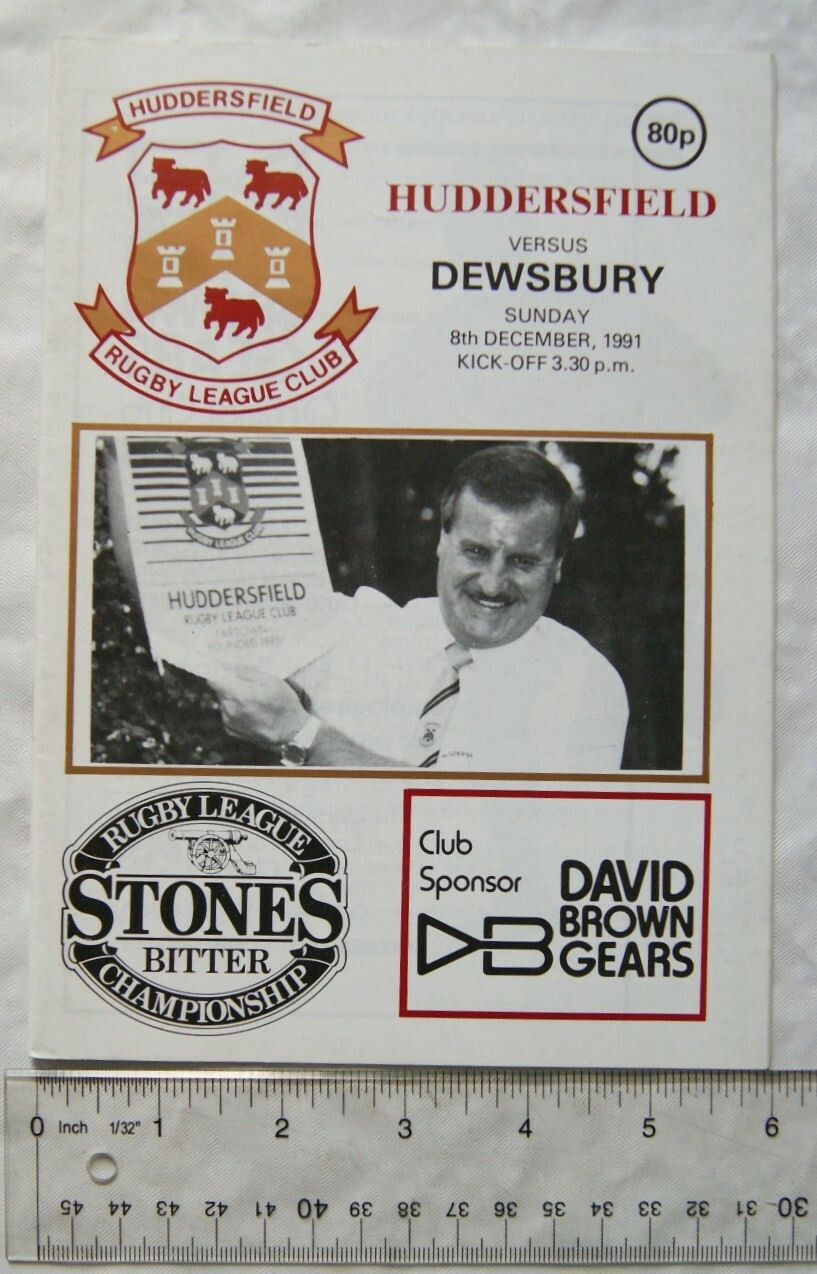 HUDDERSFIELD
RUGBY LEAGUE CLUB
80p
HUDDERSFIELD
VERSUS
DEWSBURY
SUNDAY
8th DECEMBER, 1991
KICK-OFF 3.30 p.m.
HUDDERSFIELD
RUGBY LEAGUE CLUB
FARTOWN
FOUNDED 1895
RUGBY LEAGUE
STONES
BITTER
CHAMPIONSHIP
Club
Sponsor
DB
DAVID
BROWN
GEARS
0 Inch 1/32" 1 2 3 4 5 6
45 44 43 42 41 40 39 38 37 36 35 34 33 32 31 30